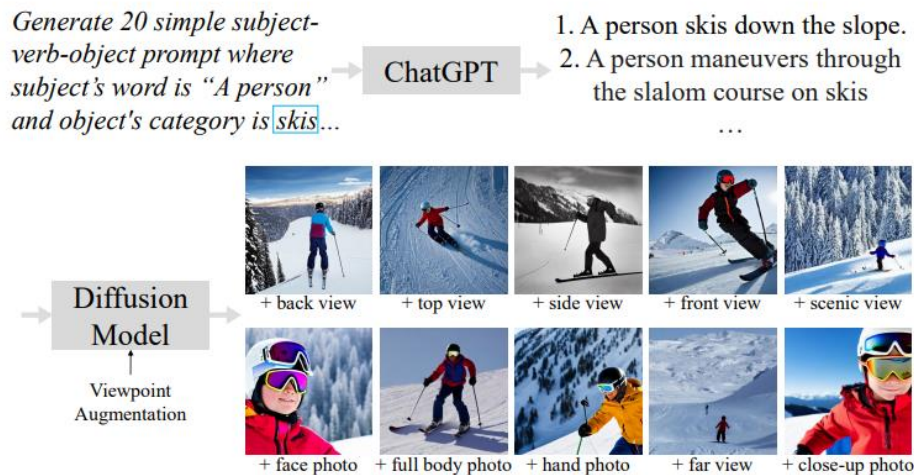 Generate 20 simple subject-
verb-object prompt where
subject's word is “A person”
and object's category is skis...
ChatGPT
1. A person skis down the slope.
2. A person maneuvers through
the slalom course on skis
...
Diffusion
Model
Viewpoint
Augmentation
+ back view
+ top view
+ side view
+ front view
+ scenic view
+ face photo
+ full body photo
+ hand photo
+ far view
+ close-up photo